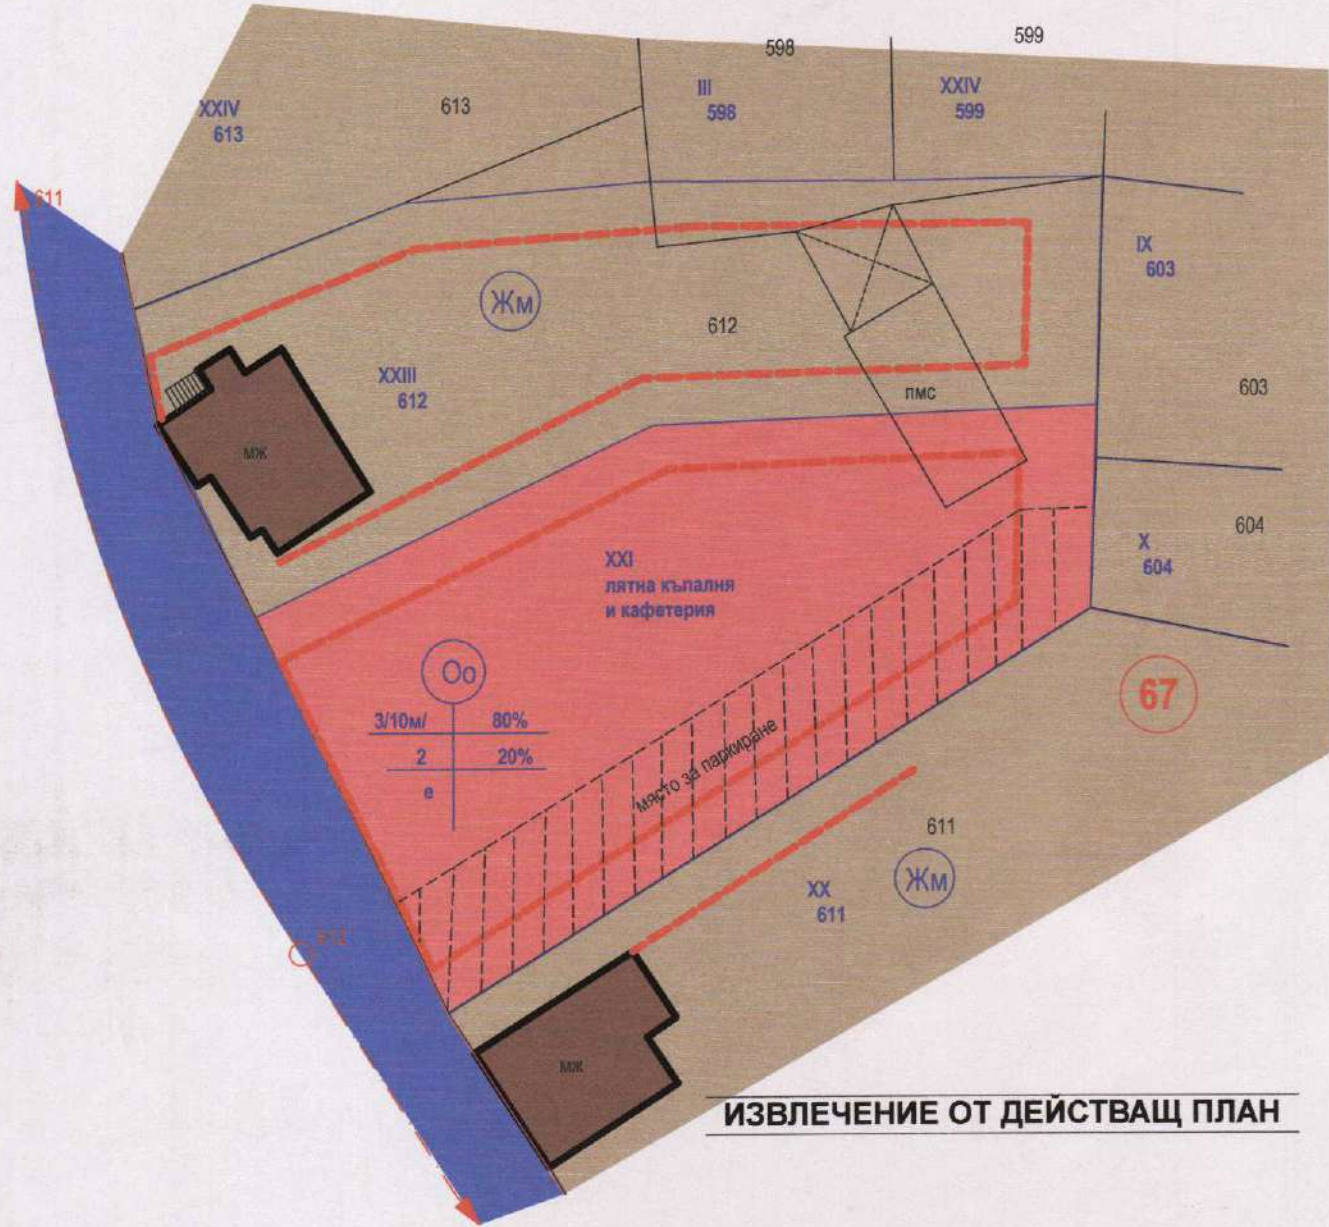 599
598
III
598
XXIV
599
613
XXIV
613
611
IX
603
Жм
612
XXIII
612
603
пмс
мж
604
X
604
XXI
лятна къпалня
и кафетерия
Оо
67
3/10м/ 80%
2 20%
е
място за паркиране
611
Жм
XX
611
мж
ИЗВЛЕЧЕНИЕ ОТ ДЕЙСТВАЩ ПЛАН